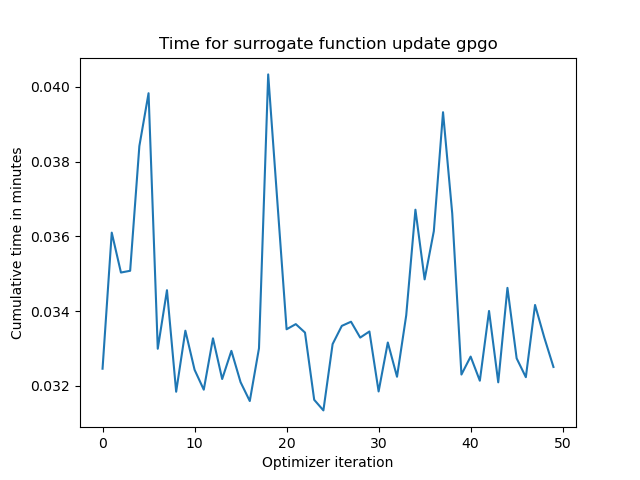 Time for surrogate function update gpgo
0.040
0.038
0.036
0.034
0.032
Cumulative time in minutes
0 10 20 30 40 50
Optimizer iteration